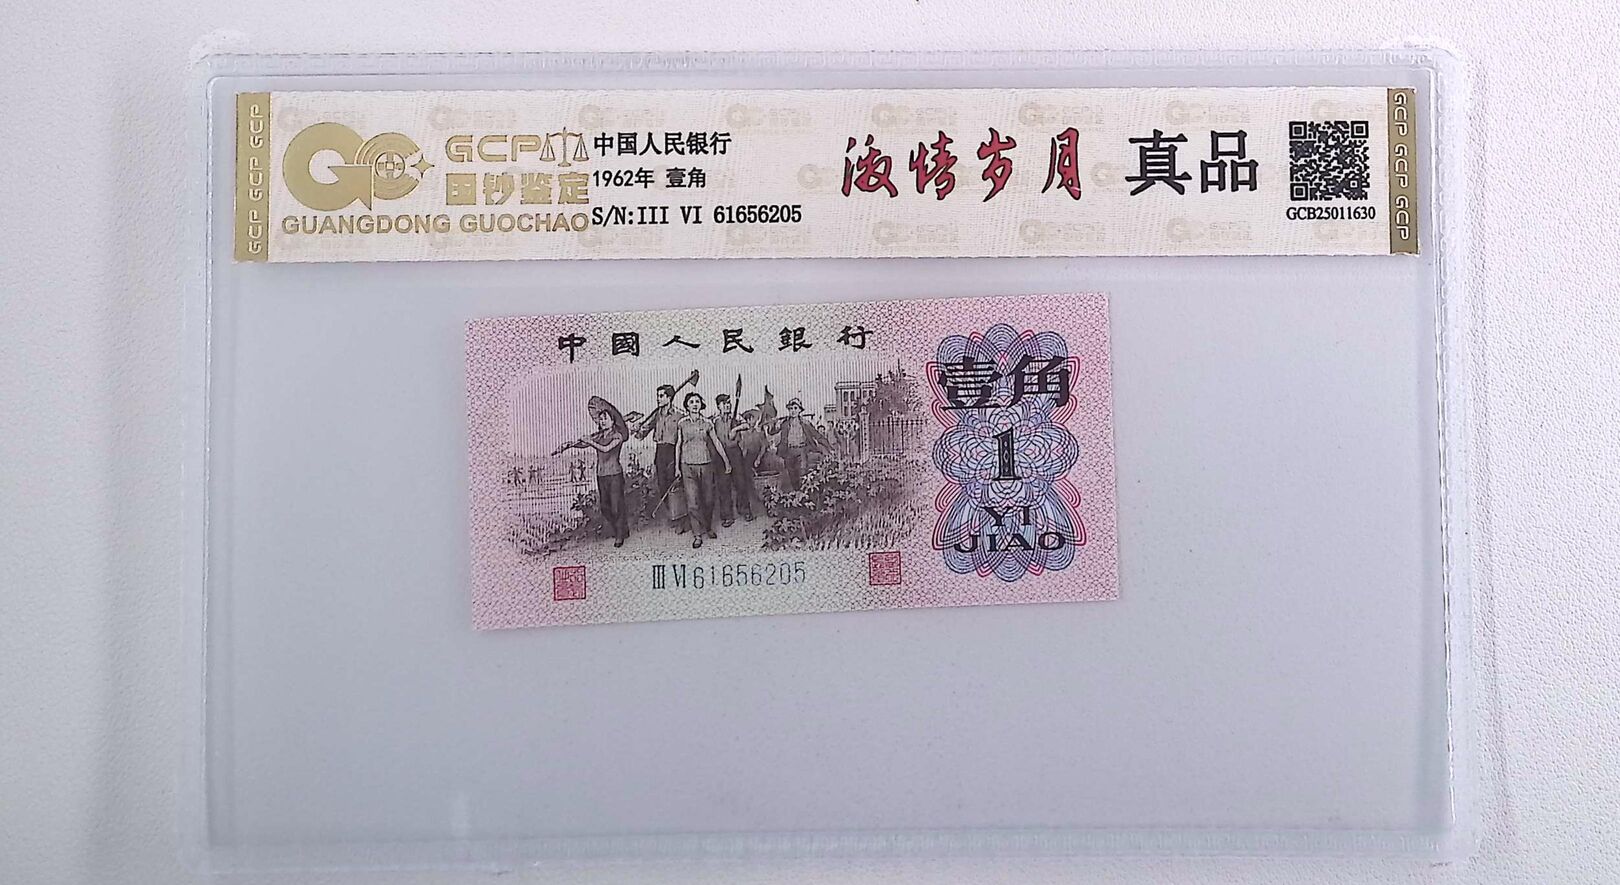 GCP GCP GCP
GCP
国钞鉴定
GUANGDONG GUOCHAO
中国人民银行
1962年 壹角
S/N:III VI 61656205
激情岁月
真品
GCB25011630
GCP GCP GCP
中國人民銀行
壹角
1
YI
JIAO
III VI 61656205